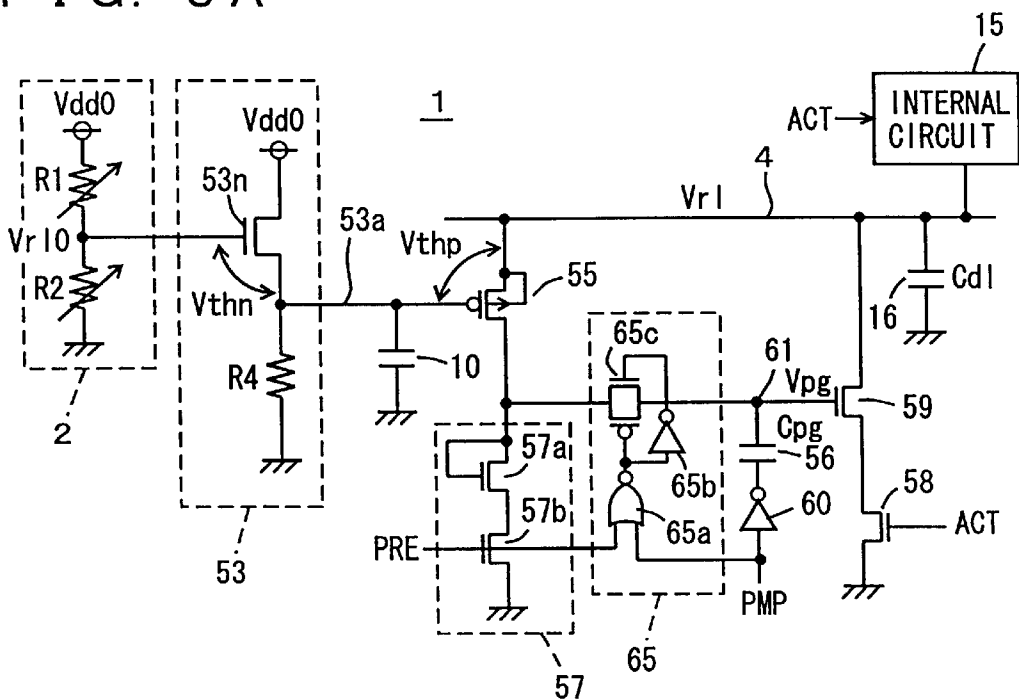 15
Vdd0
Vdd0
1
ACT
INTERNAL
CIRCUIT
R1
53n
4
53a
Vrl
Vrl0
Vthp
R2
Vthn
55
Cdl
16
65c
61
Vpg
10
R4
59
2
57a
Cpg
56
65b
58
57b
60
65a
PRE
ACT
53
PMP
65
57